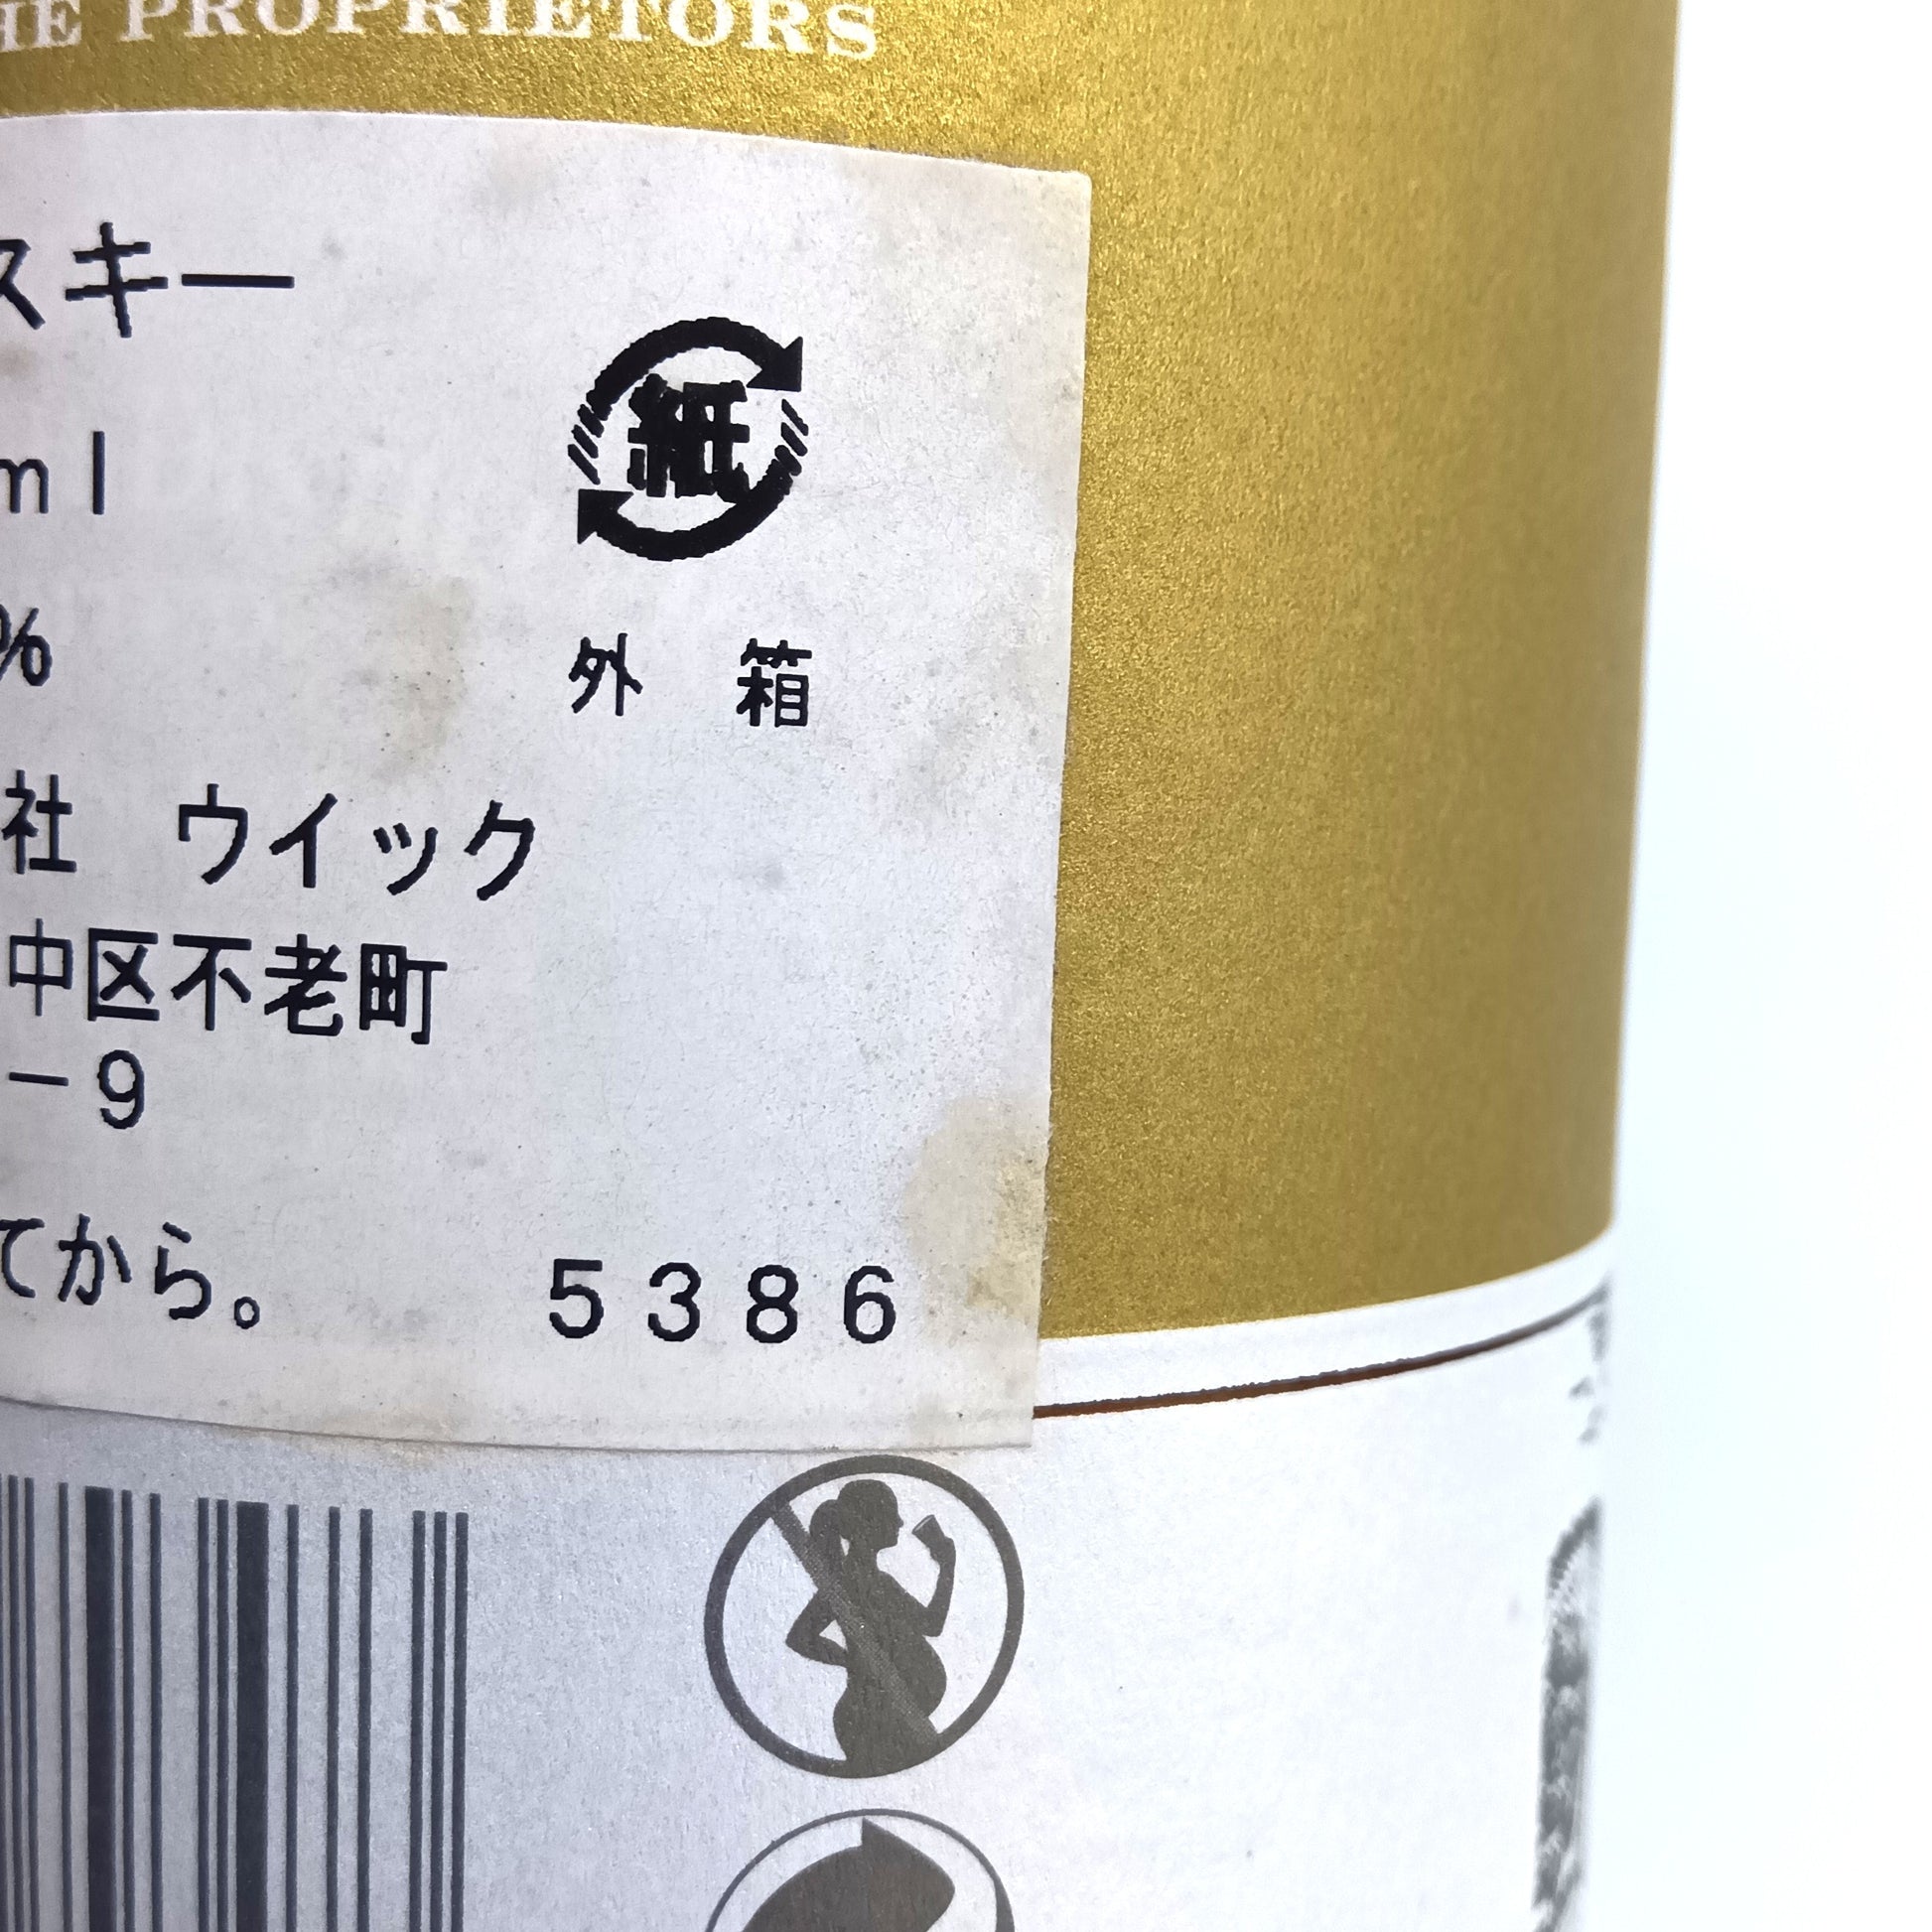 HE PROPRIETORS
スキー
紙
ml
%
外 箱
社 ウイック
中区不老町
-9
てから。 5386